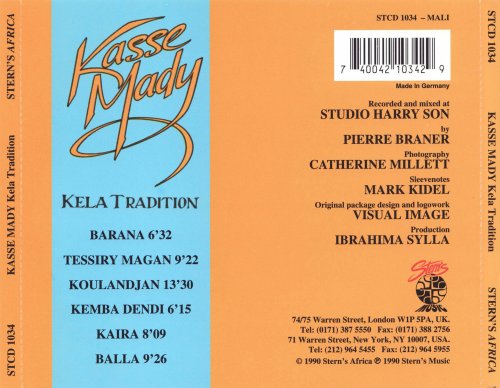 STERN'S AFRICA
KASSE MADY Kela Tradition
STCD 1034
Kasse
Mady
KELA TRADITION
BARANA 6'32
TESSIRY MAGAN 9'22
KOULANDJAN 13'30
KEMBA DENDI 6'15
KAIRA 8'09
BALLA 9'26
STCD 1034 – MALI
7 40042 10342 9
Made in Germany
Recorded and mixed at
STUDIO HARRY SON
by
PIERRE BRANER
Photography
CATHERINE MILLETT
Sleevenotes
MARK KIDEL
Original package design and logowork
VISUAL IMAGE
Production
IBRAHIMA SYLLA
Stern's
74/75 Warren Street, London W1P 5PA, UK.
Tel: (0171) 387 5550 Fax: (0171) 388 2756
71 Warren Street, New York, NY 10007, USA.
Tel: (212) 964 5455 Fax: (212) 964 5955
© 1990 Stern's Africa ℗ 1990 Stern's Music
STCD 1034
KASSE MADY Kela Tradition
STERN'S AFRICA